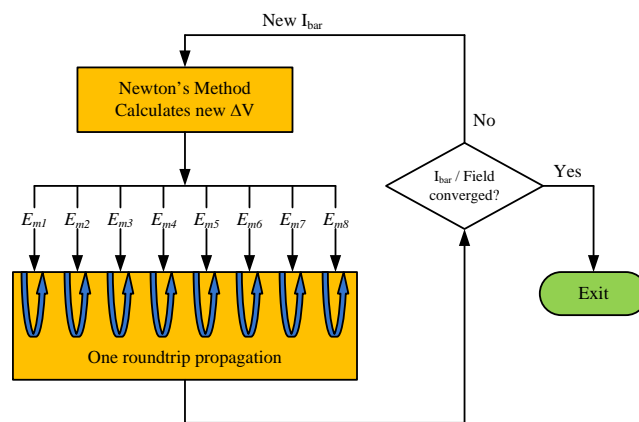 New I_bar
Newton's Method
Calculates new ΔV
No
I_bar / Field
converged?
Yes
E_m1 E_m2 E_m3 E_m4 E_m5 E_m6 E_m7 E_m8
Exit
One roundtrip propagation